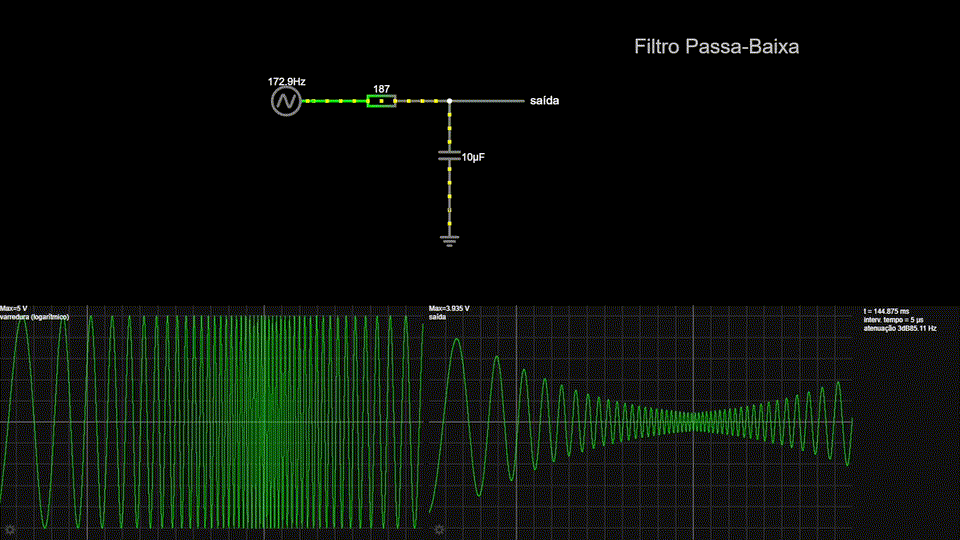 Filtro Passa-Baixa
172.9Hz
187
saída
10µF
Max=5 V
varredura (logarítmico)
Max=3.935 V
saída
t = 144.875 ms
interv. tempo = 5 µs
atenuação 3dB85.11 Hz